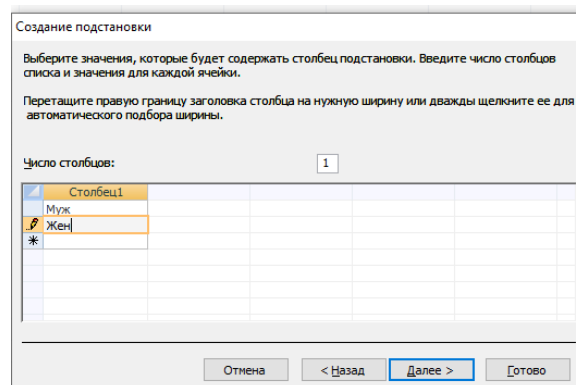 Создание подстановки
Выберите значения, которые будет содержать столбец подстановки. Введите число столбцов
списка и значения для каждой ячейки.
Перетащите правую границу заголовка столбца на нужную ширину или дважды щелкните ее для
автоматического подбора ширины.
Число столбцов: 1
Столбец1
Муж
Жен
Отмена < Назад Далее > Готово